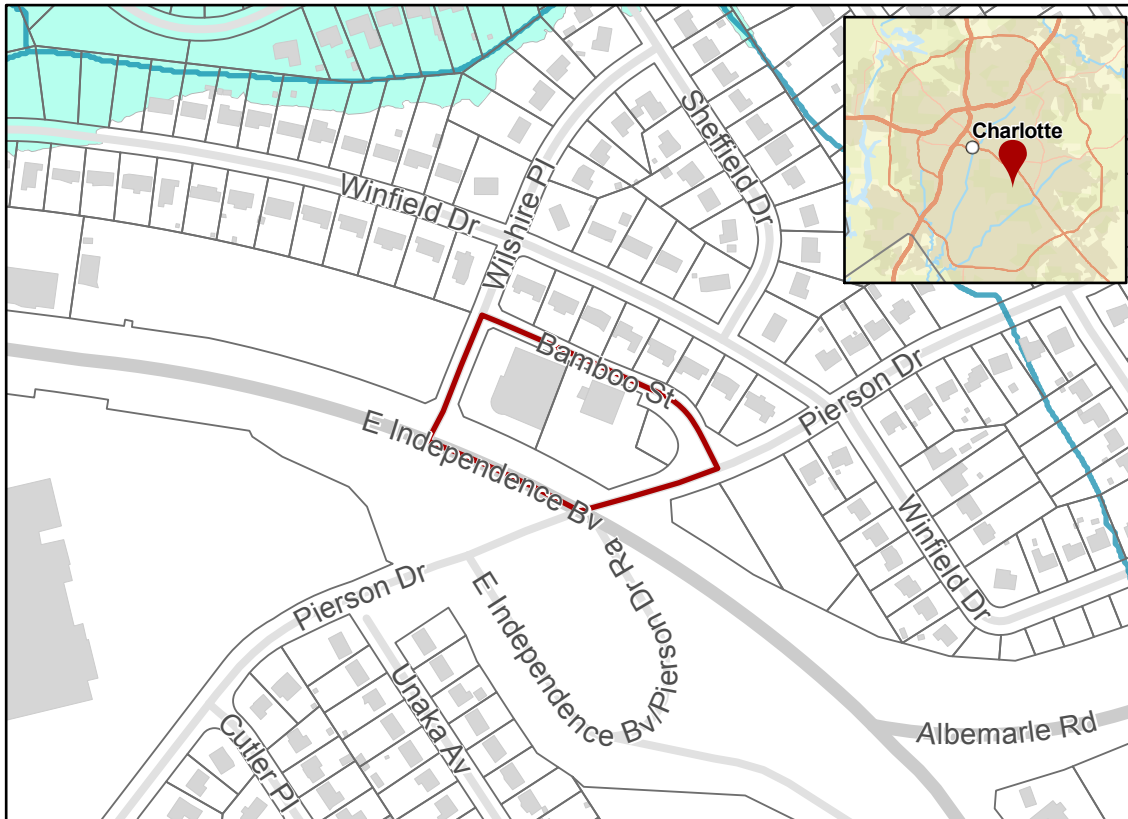 Charlotte
Sheffield Dr
Winfield Dr
Wilshire Pl
Bamboo St
Pierson Dr
E Independence Bv
Winfield Dr
Pierson Dr
E Independence Bv/Pierson Dr Ra
Unaka Av
Cutler Pl
Albemarle Rd